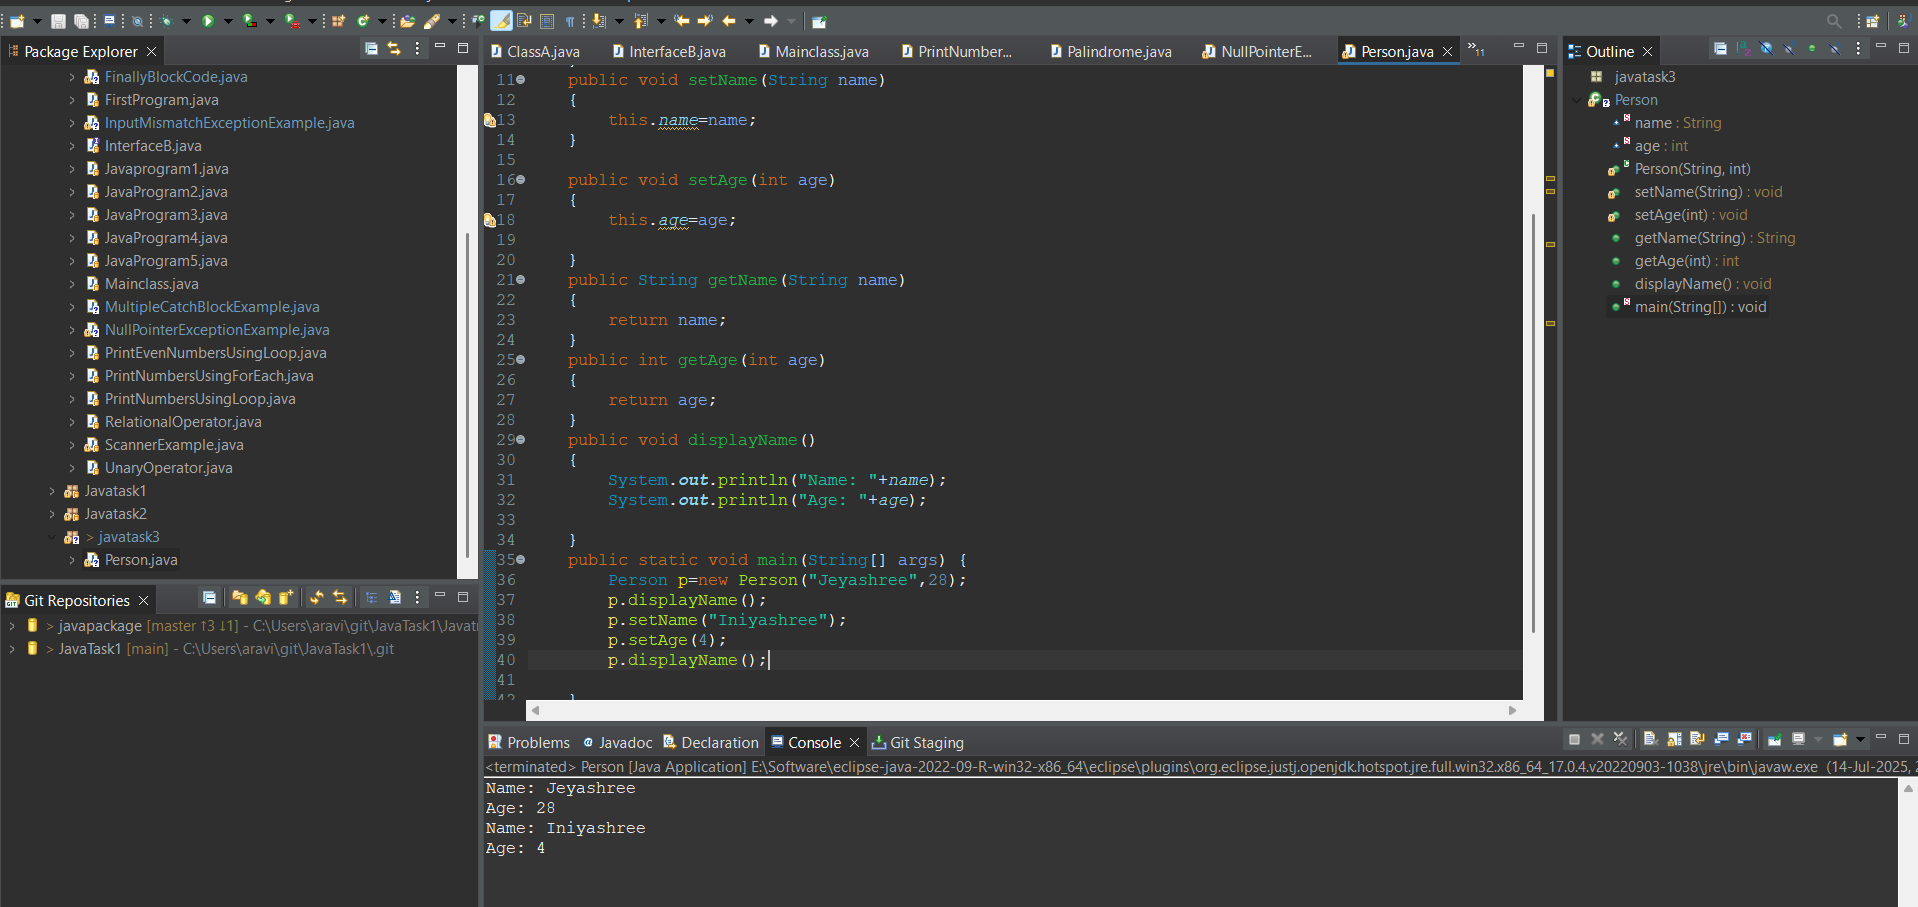 Package Explorer
FinallyBlockCode.java
FirstProgram.java
InputMismatchExceptionExample.java
InterfaceB.java
Javaprogram1.java
JavaProgram2.java
JavaProgram3.java
JavaProgram4.java
JavaProgram5.java
Mainclass.java
MultipleCatchBlockExample.java
NullPointerExceptionExample.java
PrintEvenNumbersUsingLoop.java
PrintNumbersUsingForEach.java
PrintNumbersUsingLoop.java
RelationalOperator.java
ScannerExample.java
UnaryOperator.java
Javatask1
Javatask2
> javatask3
Person.java
Git Repositories
> javapackage [master ↑3 ↓1] - C:\Users\aravi\git\JavaTask1\Javat
> JavaTask1 [main] - C:\Users\aravi\git\JavaTask1\.git
ClassA.java InterfaceB.java Mainclass.java PrintNumber... Palindrome.java NullPointerE... Person.java »11
11 public void setName(String name)
12 {
13 this.name=name;
14 }
15
16 public void setAge(int age)
17 {
18 this.age=age;
19
20 }
21 public String getName(String name)
22 {
23 return name;
24 }
25 public int getAge(int age)
26 {
27 return age;
28 }
29 public void displayName()
30 {
31 System.out.println("Name: "+name);
32 System.out.println("Age: "+age);
33
34 }
35 public static void main(String[] args) {
36 Person p=new Person("Jeyashree",28);
37 p.displayName();
38 p.setName("Iniyashree");
39 p.setAge(4);
40 p.displayName();
41
42 }
Outline
javatask3
Person
name : String
age : int
Person(String, int)
setName(String) : void
setAge(int) : void
getName(String) : String
getAge(int) : int
displayName() : void
main(String[]) : void
Problems Javadoc Declaration Console Git Staging
<terminated> Person [Java Application] E:\Software\eclipse-java-2022-09-R-win32-x86_64\eclipse\plugins\org.eclipse.justj.openjdk.hotspot.jre.full.win32.x86_64_17.0.4.v20220903-1038\jre\bin\javaw.exe (14-Jul-2025,
Name: Jeyashree
Age: 28
Name: Iniyashree
Age: 4